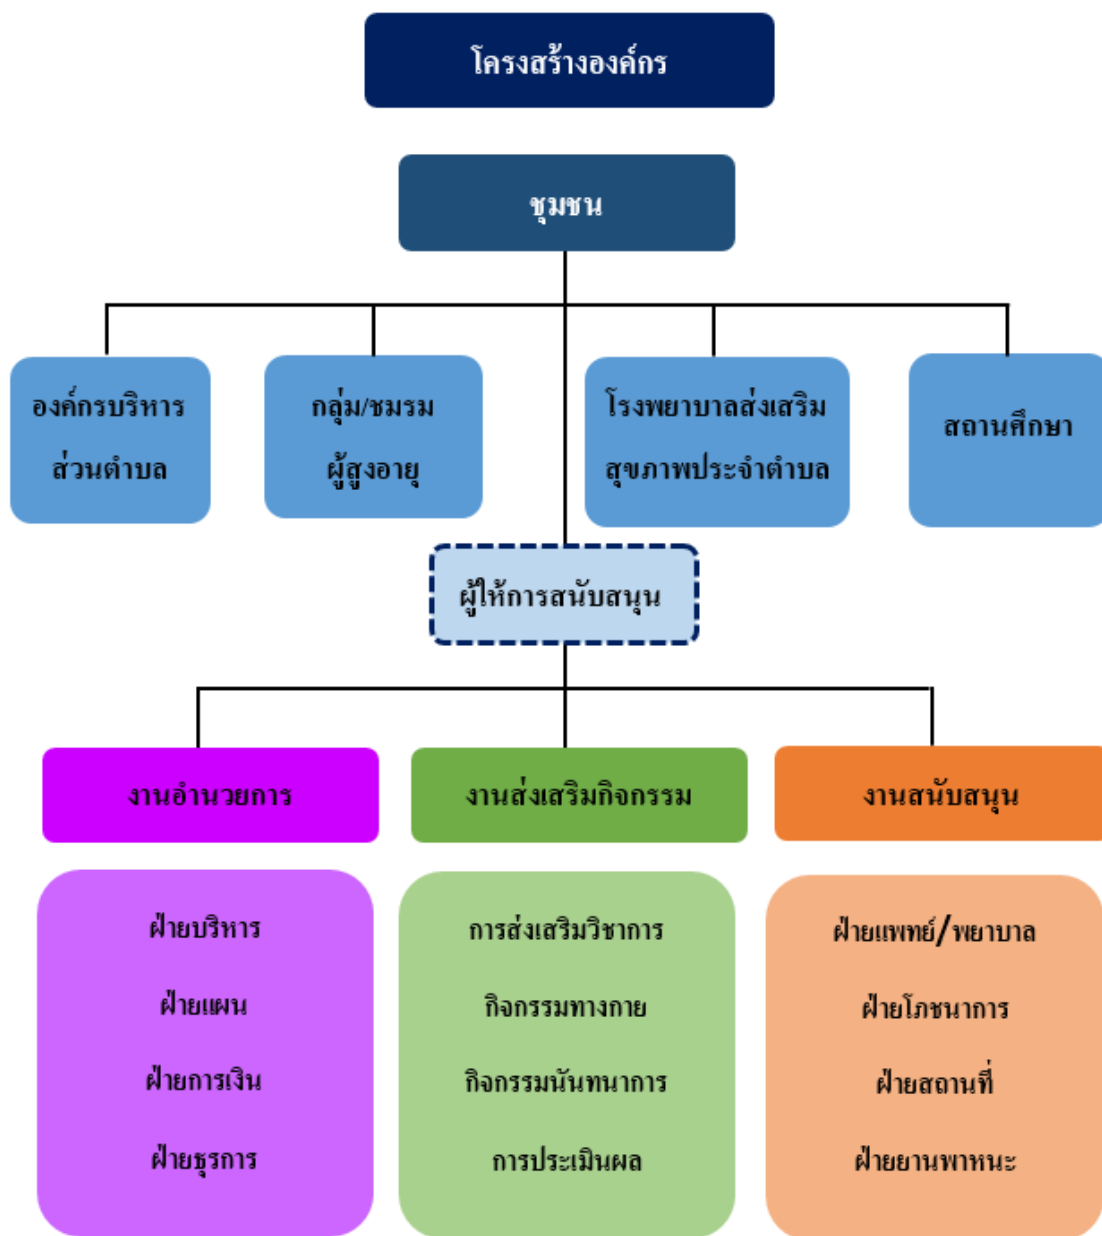 โครงสร้างองค์กร
ชุมชน
องค์กรบริหาร
ส่วนตำบล
กลุ่ม/ชมรม
ผู้สูงอายุ
โรงพยาบาลส่งเสริม
สุขภาพประจำตำบล
สถานศึกษา
ผู้ให้การสนับสนุน
งานอำนวยการ
ฝ่ายบริหาร
ฝ่ายแผน
ฝ่ายการเงิน
ฝ่ายธุรการ
งานส่งเสริมกิจกรรม
การส่งเสริมวิชาการ
กิจกรรมทางกาย
กิจกรรมนันทนาการ
การประเมินผล
งานสนับสนุน
ฝ่ายแพทย์/พยาบาล
ฝ่ายโภชนาการ
ฝ่ายสถานที่
ฝ่ายยานพาหนะ